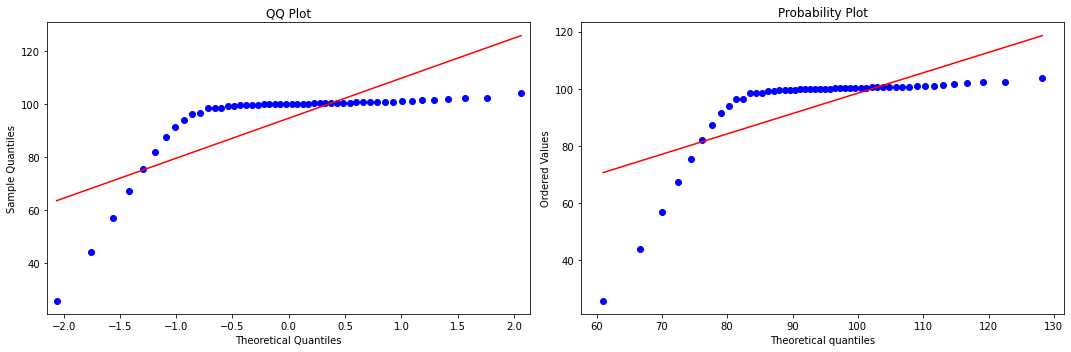 QQ Plot
Sample Quantiles
120
100
80
60
40
−2.0 −1.5 −1.0 −0.5 0.0 0.5 1.0 1.5 2.0
Theoretical Quantiles
Probability Plot
Ordered Values
120
100
80
60
40
60 70 80 90 100 110 120 130
Theoretical quantiles